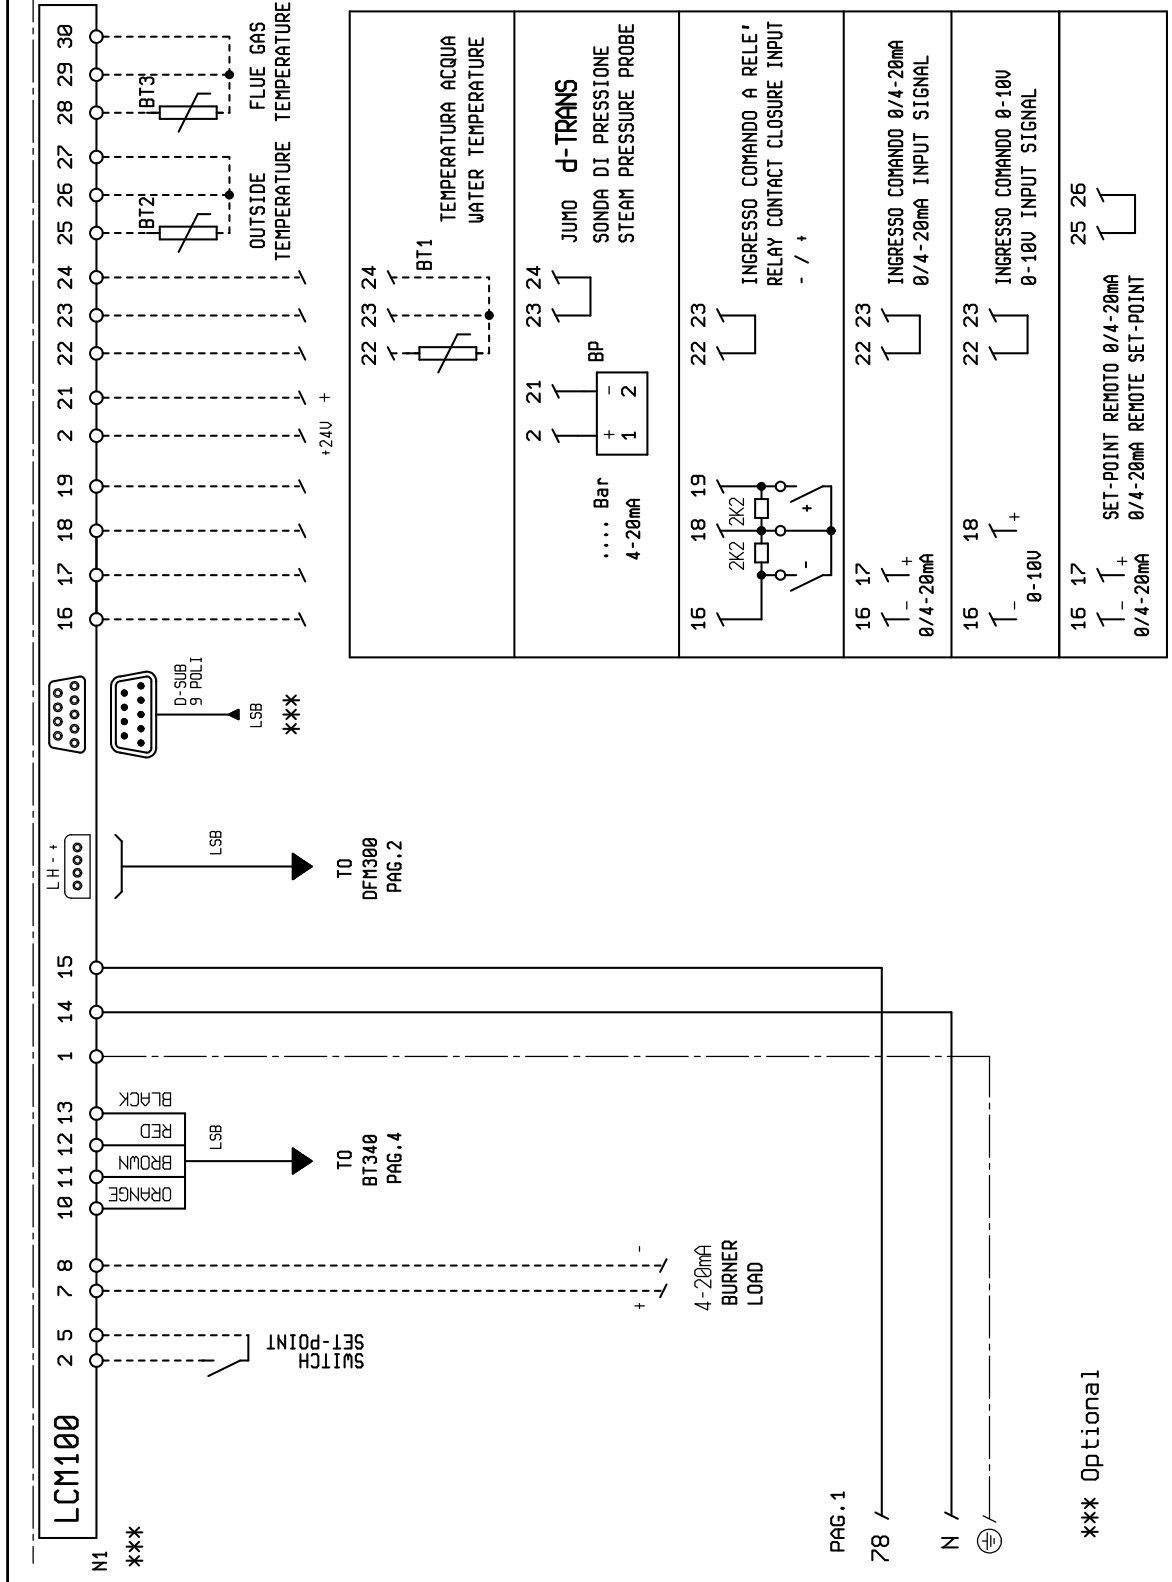 LCM100
N1
***
2 5 7 8 10 11 12 13 1 14 15
L H - +
16 17 18 19 2 21 22 23 24 25 26 27 28 29 30
SWITCH
SET-POINT
+ -
4-20mA
BURNER
LOAD
ORANGE
BROWN
RED
BLACK
LSB
TO
BT340
PAG.4
LSB
TO
DFM300
PAG.2
D-SUB
9 POLI
LSB
***
+24V +
BT2
OUTSIDE
TEMPERATURE
BT3
FLUE GAS
TEMPERATURE
PAG.1
78
N
*** Optional
22 23 24
BT1
TEMPERATURA ACQUA
WATER TEMPERATURE
.... Bar
4-20mA
2 21
+ -
1 2
BP
23 24
JUMO d-TRANS
SONDA DI PRESSIONE
STEAM PRESSURE PROBE
16 18 19
2K2 2K2
- +
22 23
INGRESSO COMANDO A RELE'
RELAY CONTACT CLOSURE INPUT
- / +
16 17
- +
0/4-20mA
22 23
INGRESSO COMANDO 0/4-20mA
0/4-20mA INPUT SIGNAL
16 18
- +
0-10V
22 23
INGRESSO COMANDO 0-10V
0-10V INPUT SIGNAL
16 17
- +
0/4-20mA
SET-POINT REMOTO 0/4-20mA
0/4-20mA REMOTE SET-POINT
25 26